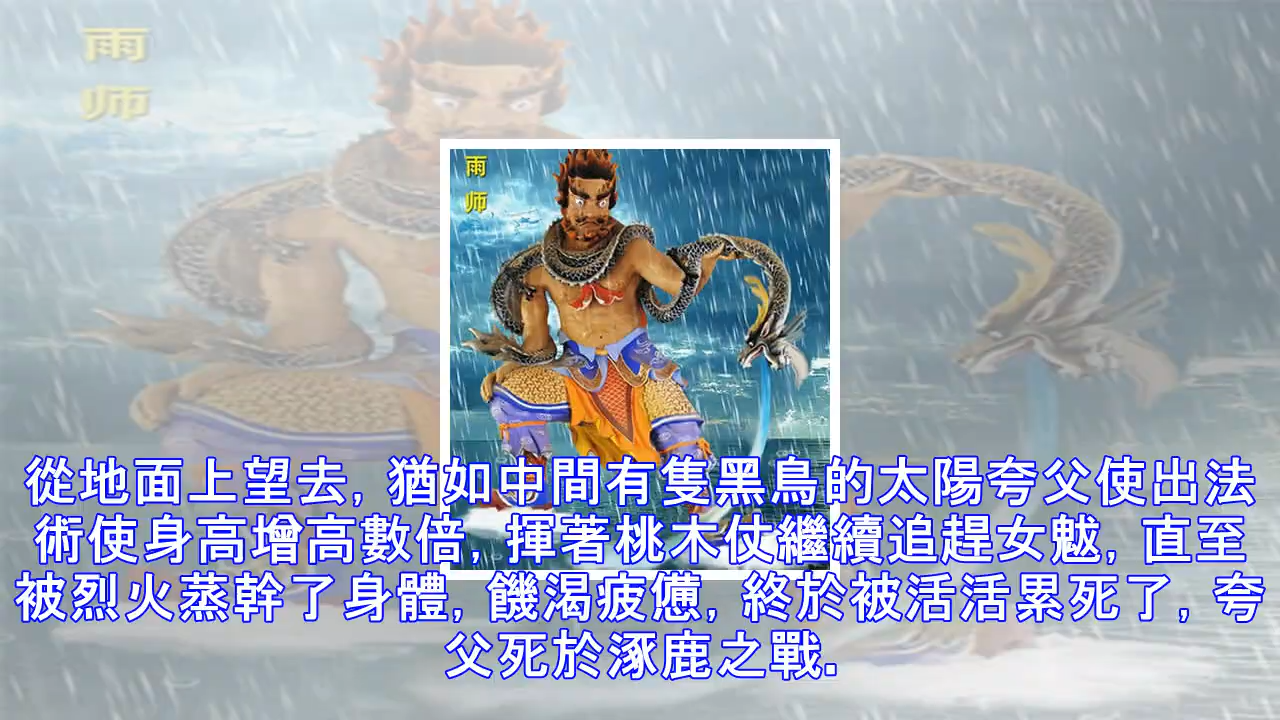 雨
师
雨
师
從地面上望去, 猶如中間有隻黑鳥的太陽夸父使出法
術使身高增高數倍, 揮著桃木仗繼續追趕女魃, 直至
被烈火蒸幹了身體, 饑渴疲憊, 終於被活活累死了, 夸
父死於涿鹿之戰.